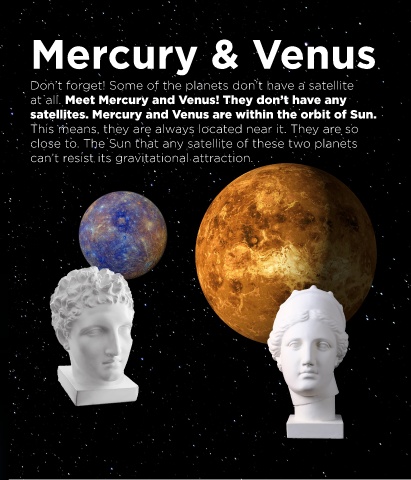 Mercury & Venus
Don't forget! Some of the planets don't have a satellite
at all. Meet Mercury and Venus! They don't have any
satellites. Mercury and Venus are within the orbit of Sun.
This means, they are always located near it. They are so
close to. The Sun that any satellite of these two planets
can't resist its gravitational attraction.